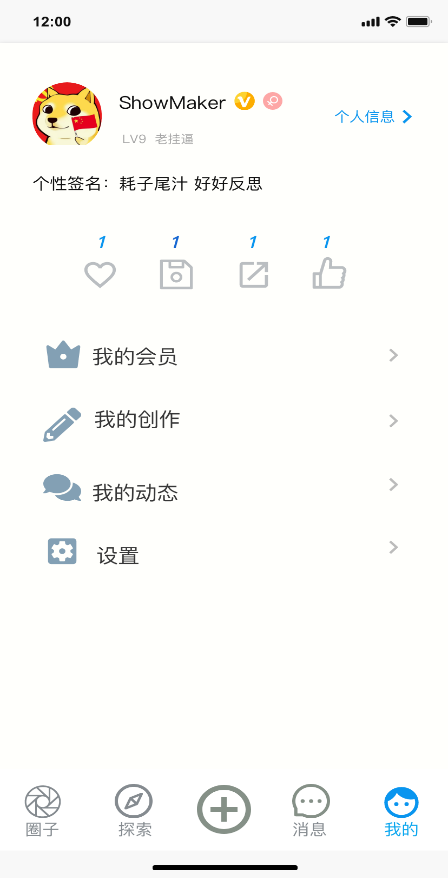 12:00
ShowMaker
个人信息
LV9 老挂逼
个性签名：耗子尾汁 好好反思
1 1 1 1
我的会员
我的创作
我的动态
设置
圈子 探索 消息 我的